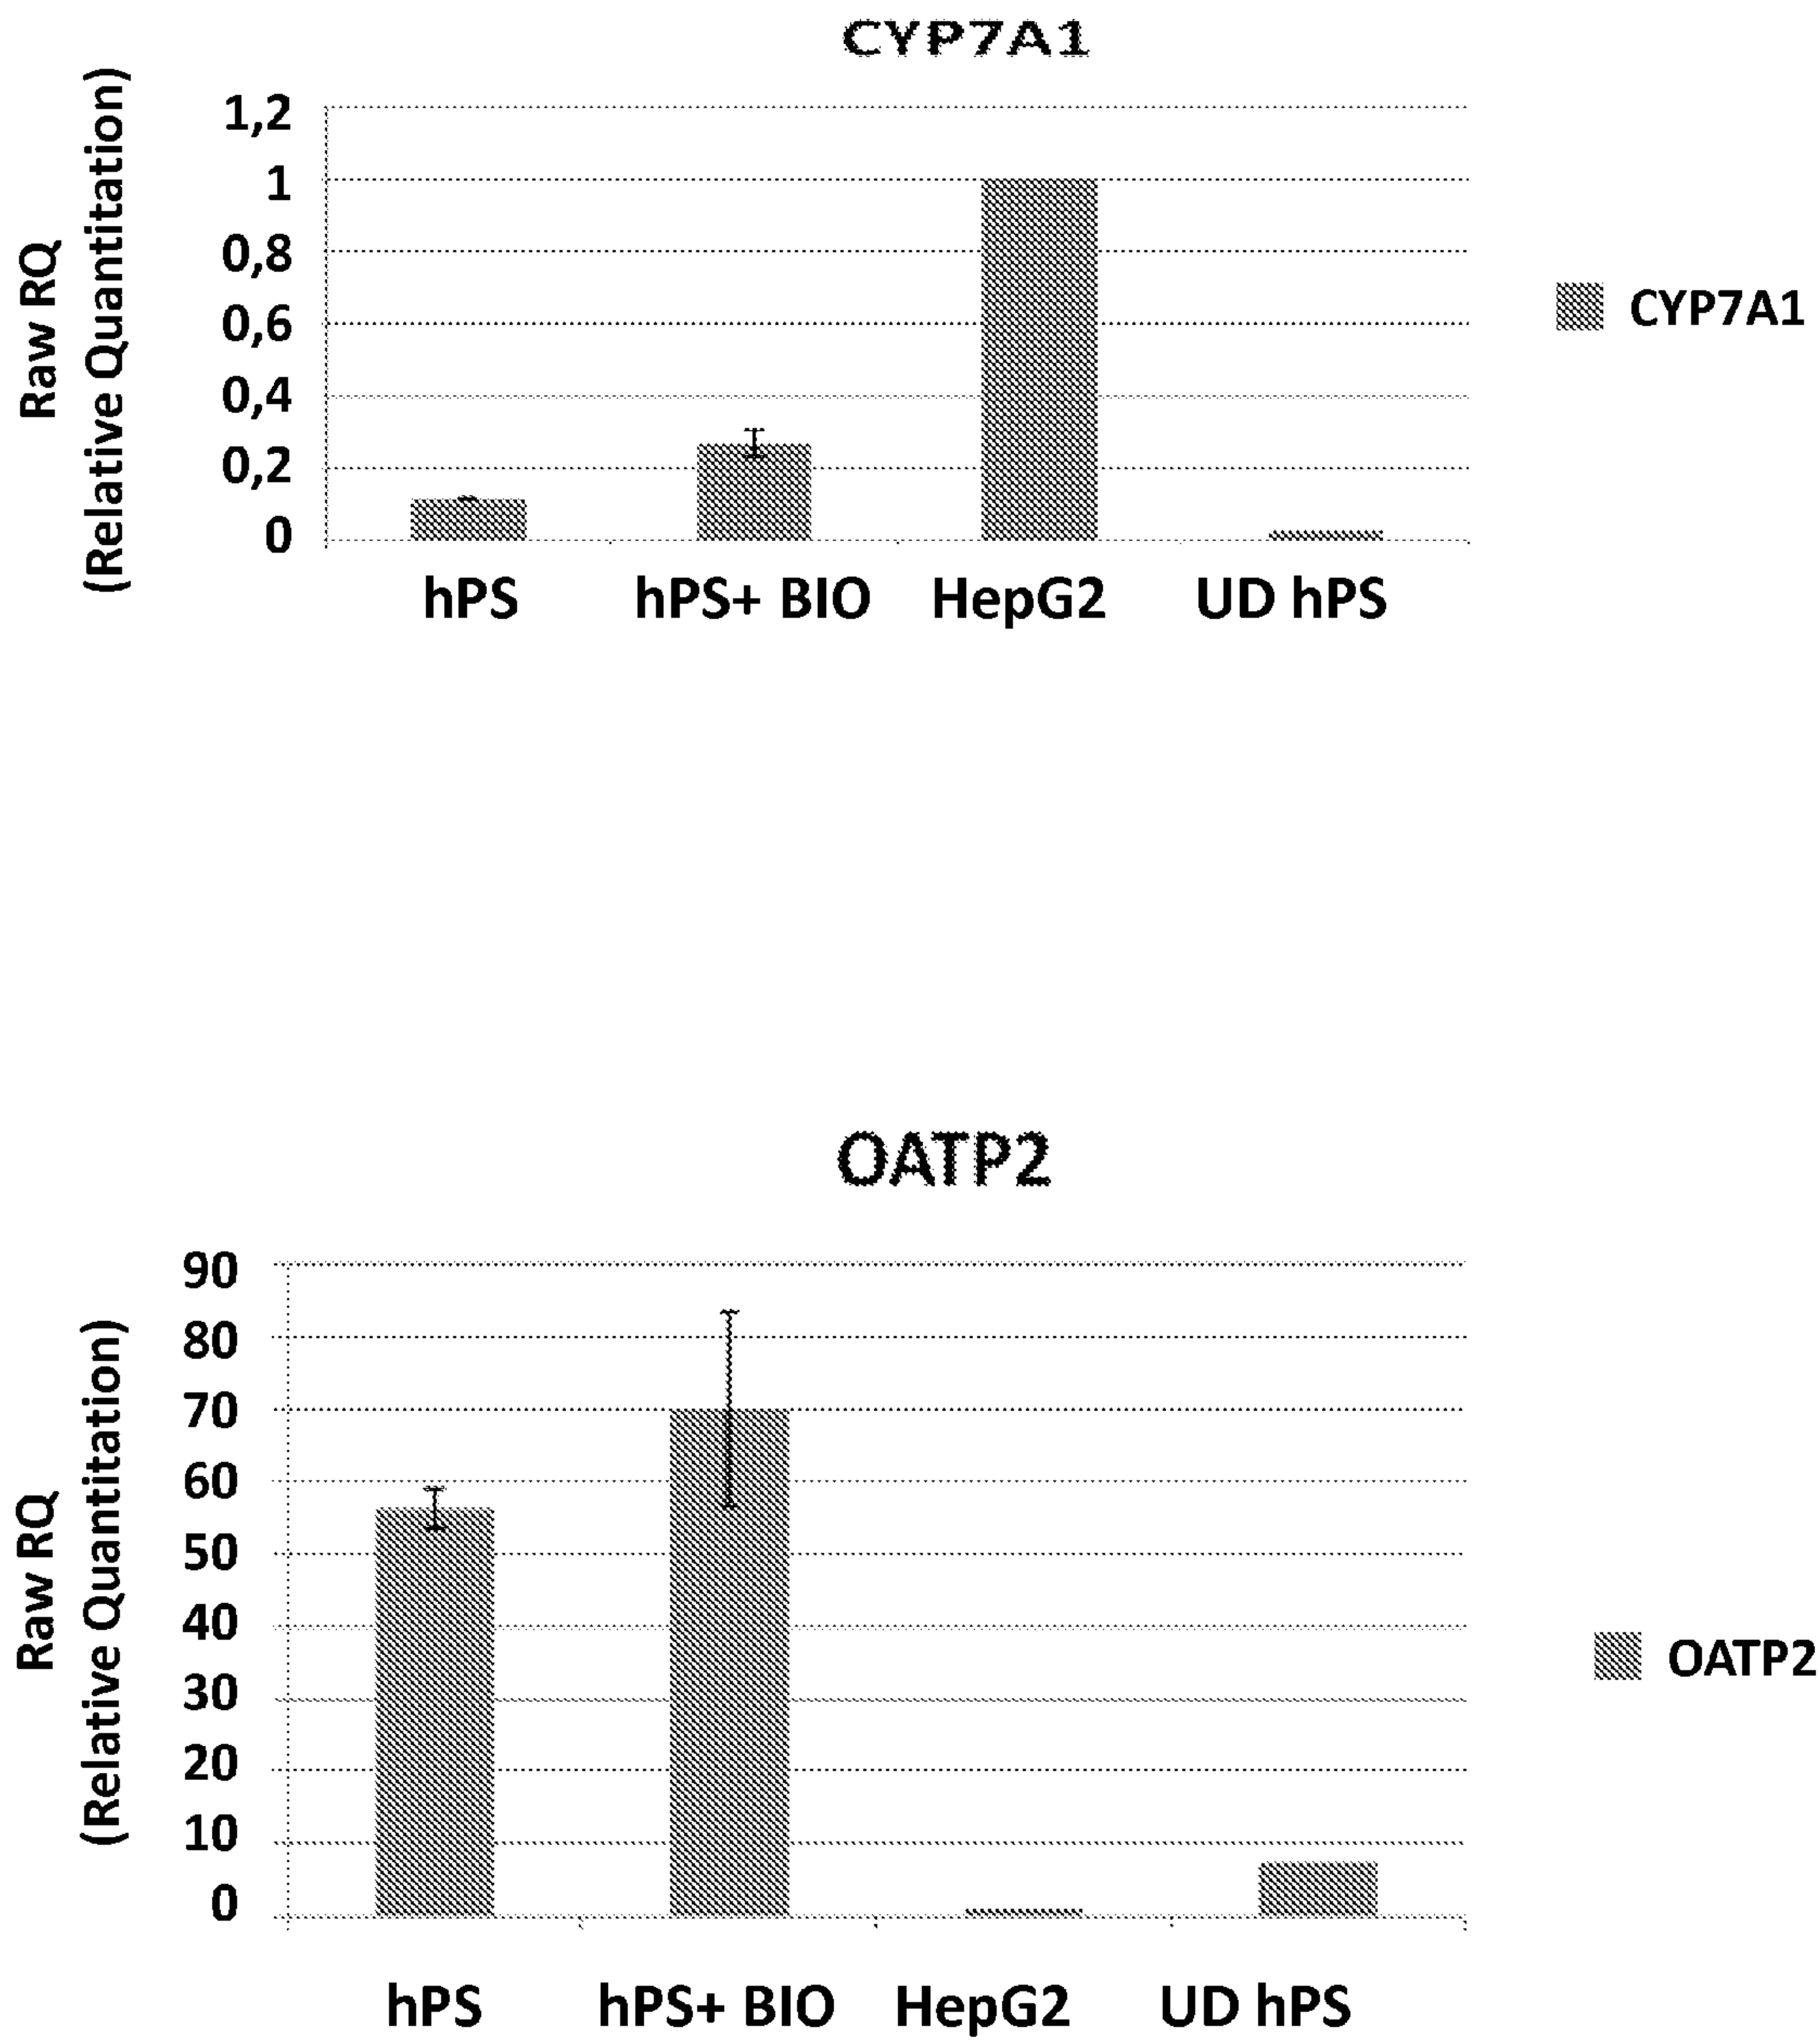 CYP7A1
Raw RQ
(Relative Quantitation)
1,2
1
0,8
0,6
0,4
0,2
0
hPS hPS+ BIO HepG2 UD hPS
CYP7A1
OATP2
Raw RQ
(Relative Quantitation)
90
80
70
60
50
40
30
20
10
0
hPS hPS+ BIO HepG2 UD hPS
OATP2